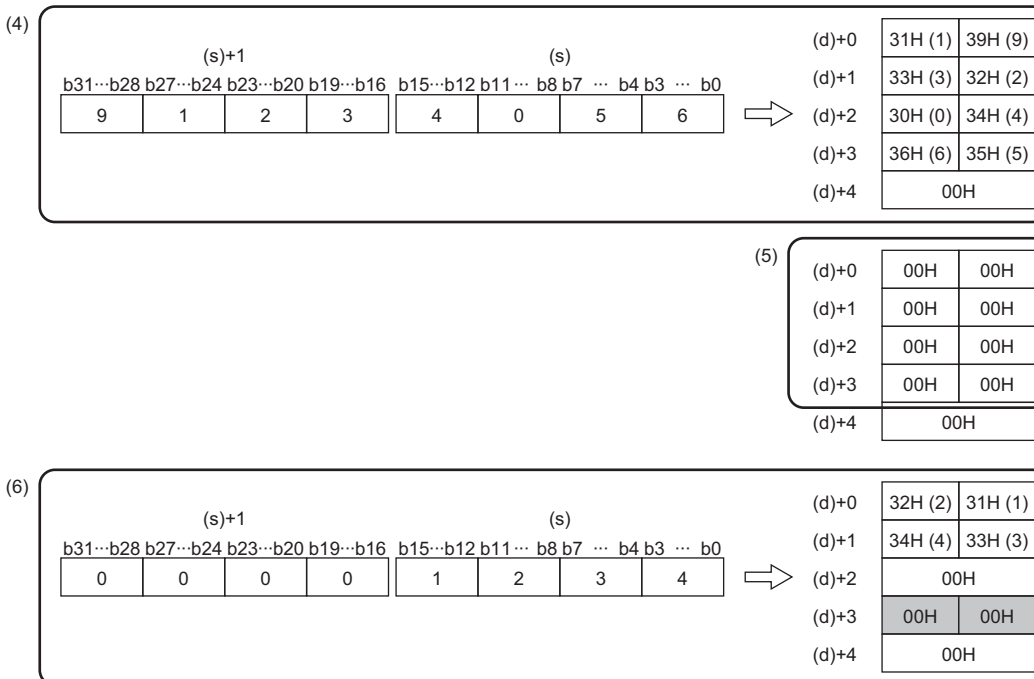 (4)
(s)+1 (s)
b31···b28 b27···b24 b23···b20 b19···b16 b15···b12 b11 ··· b8 b7 ··· b4 b3 ··· b0
9 1 2 3 4 0 5 6
(d)+0 31H (1) 39H (9)
(d)+1 33H (3) 32H (2)
(d)+2 30H (0) 34H (4)
(d)+3 36H (6) 35H (5)
(d)+4 00H
(5)
(d)+0 00H 00H
(d)+1 00H 00H
(d)+2 00H 00H
(d)+3 00H 00H
(d)+4 00H
(6)
(s)+1 (s)
b31···b28 b27···b24 b23···b20 b19···b16 b15···b12 b11 ··· b8 b7 ··· b4 b3 ··· b0
0 0 0 0 1 2 3 4
(d)+0 32H (2) 31H (1)
(d)+1 34H (4) 33H (3)
(d)+2 00H
(d)+3 00H 00H
(d)+4 00H